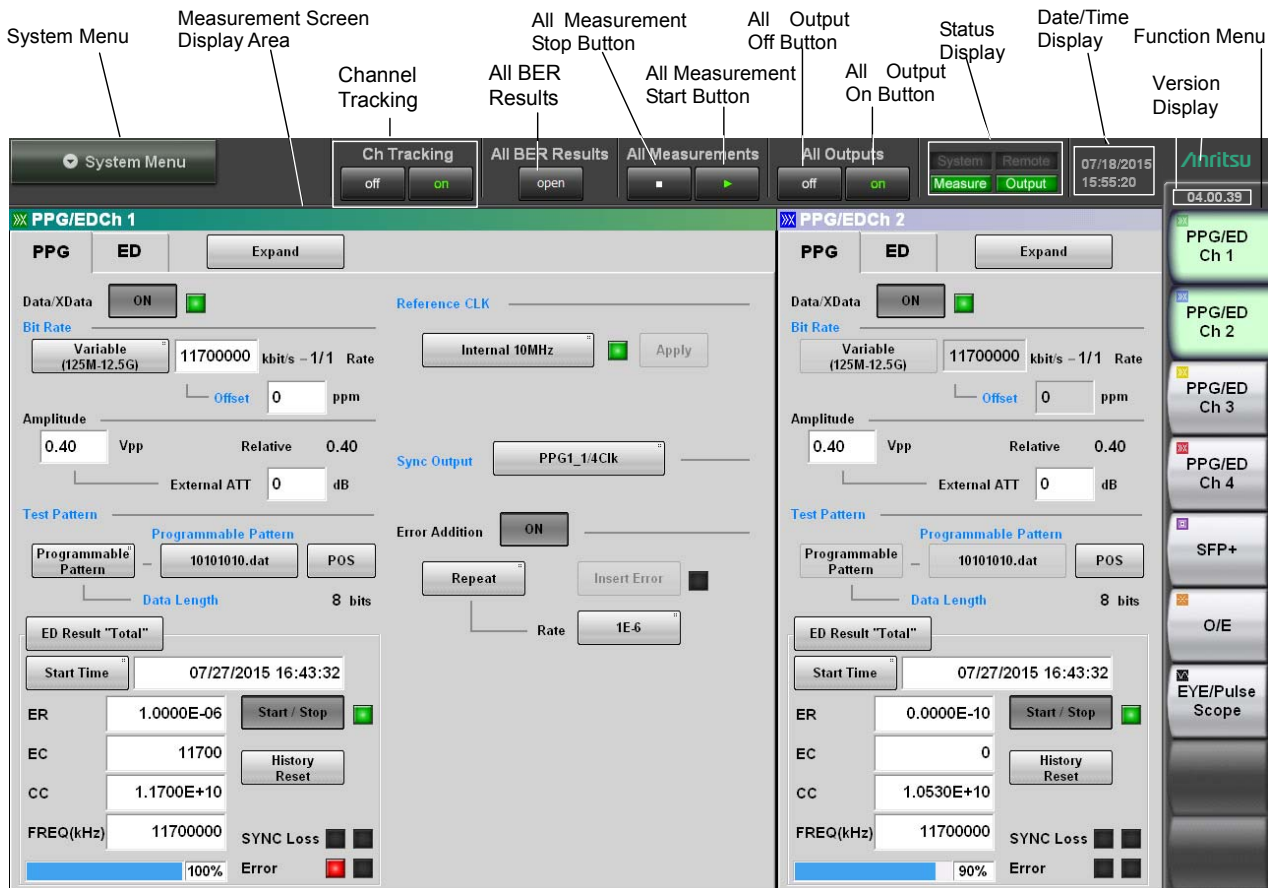 System Menu
Measurement Screen
Display Area
Channel
Tracking
All BER
Results
All Measurement
Stop Button
All Measurement
Start Button
All Output
Off Button
All Output
On Button
Status
Display
Date/Time
Display
Function Menu
Version
Display
System Menu
Ch Tracking
off on
All BER Results
open
All Measurements
All Outputs
off on
System Remote
Measure Output
07/18/2015
15:55:20
Anritsu
04.00.39
PPG/EDCh 1
PPG ED Expand
Data/XData ON
Bit Rate
Variable
(125M-12.5G)
11700000 kbit/s – 1/1 Rate
Offset 0 ppm
Amplitude
0.40 Vpp Relative 0.40
External ATT 0 dB
Test Pattern
Programmable Pattern
Programmable
Pattern
– 10101010.dat POS
Data Length 8 bits
ED Result "Total"
Start Time 07/27/2015 16:43:32
ER 1.0000E-06 Start / Stop
EC 11700 History
Reset
CC 1.1700E+10
FREQ(kHz) 11700000 SYNC Loss
100% Error
Reference CLK
Internal 10MHz Apply
Sync Output PPG1_1/4Clk
Error Addition ON
Repeat Insert Error
Rate 1E-6
PPG/EDCh 2
PPG ED Expand
Data/XData ON
Bit Rate
Variable
(125M-12.5G)
11700000 kbit/s – 1/1 Rate
Offset 0 ppm
Amplitude
0.40 Vpp Relative 0.40
External ATT 0 dB
Test Pattern
Programmable Pattern
Programmable
Pattern
– 10101010.dat POS
Data Length 8 bits
ED Result "Total"
Start Time 07/27/2015 16:43:32
ER 0.0000E-10 Start / Stop
EC 0 History
Reset
CC 1.0530E+10
FREQ(kHz) 11700000 SYNC Loss
90% Error
PPG/ED
Ch 1
PPG/ED
Ch 2
PPG/ED
Ch 3
PPG/ED
Ch 4
SFP+
O/E
EYE/Pulse
Scope